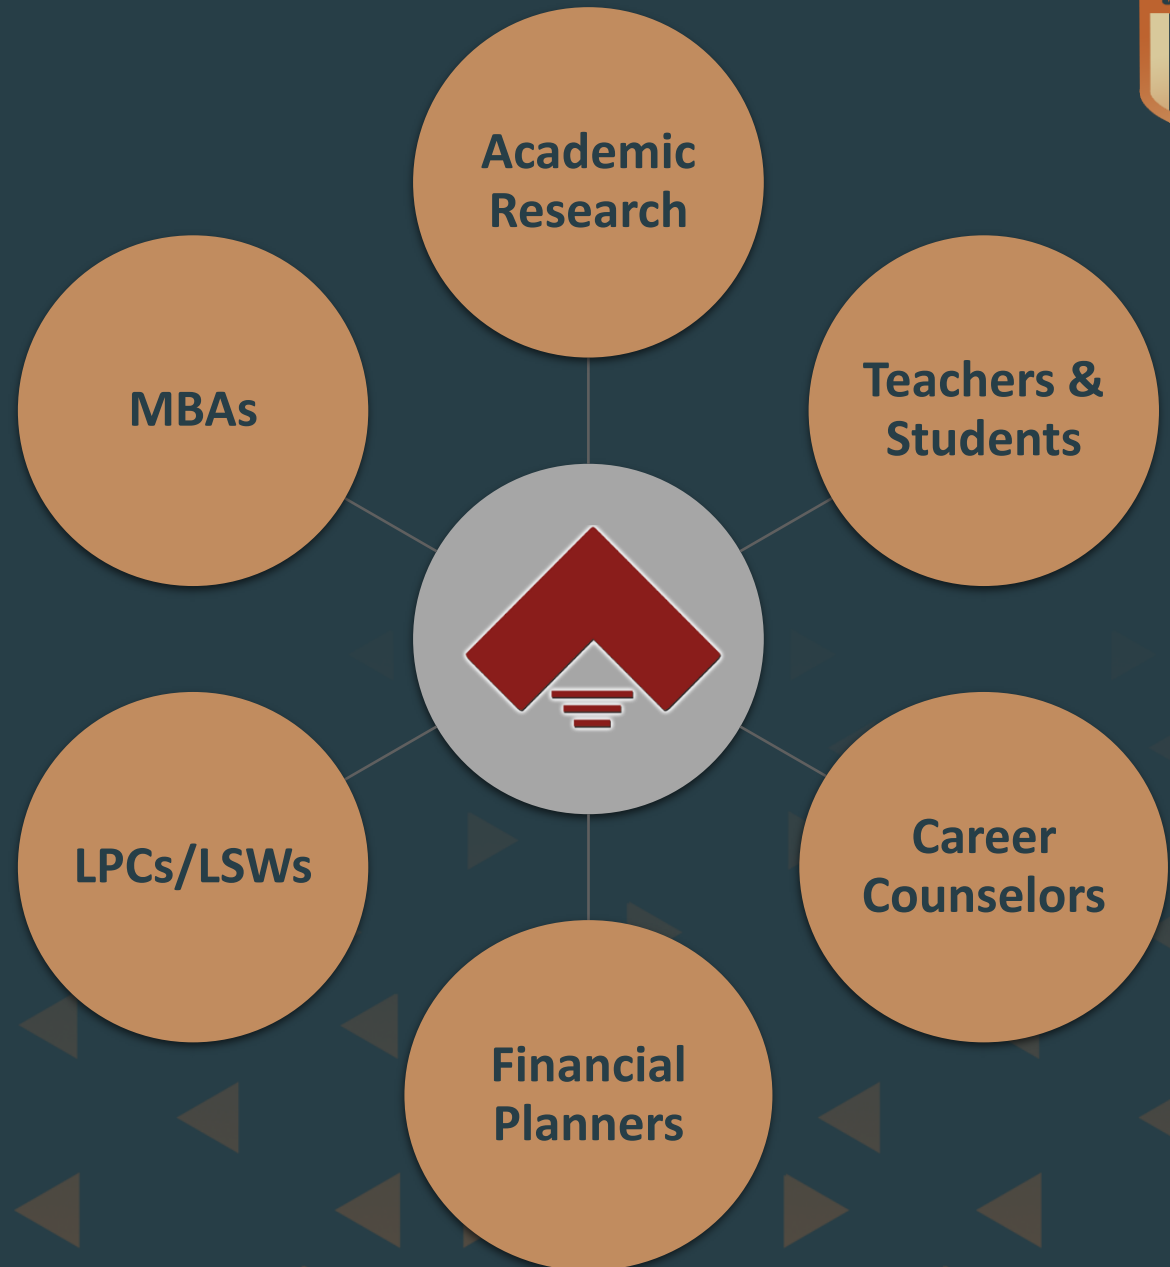 Academic
Research
MBAs
Teachers &
Students
LPCs/LSWs
Career
Counselors
Financial
Planners